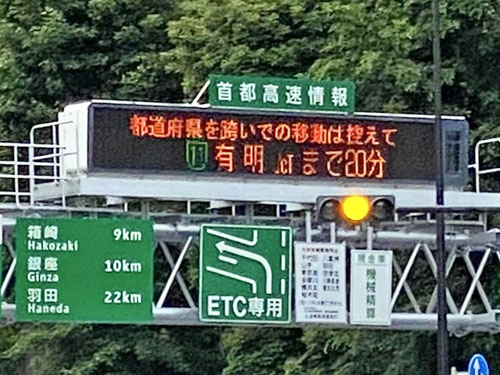 首都高速情報
都道府県を跨いでの移動は控えて
11 有明 JCT まで20分
箱崎 9km
Hakozaki
銀座 10km
Ginza
羽田 22km
Haneda
ETC専用
現金車
機械精算